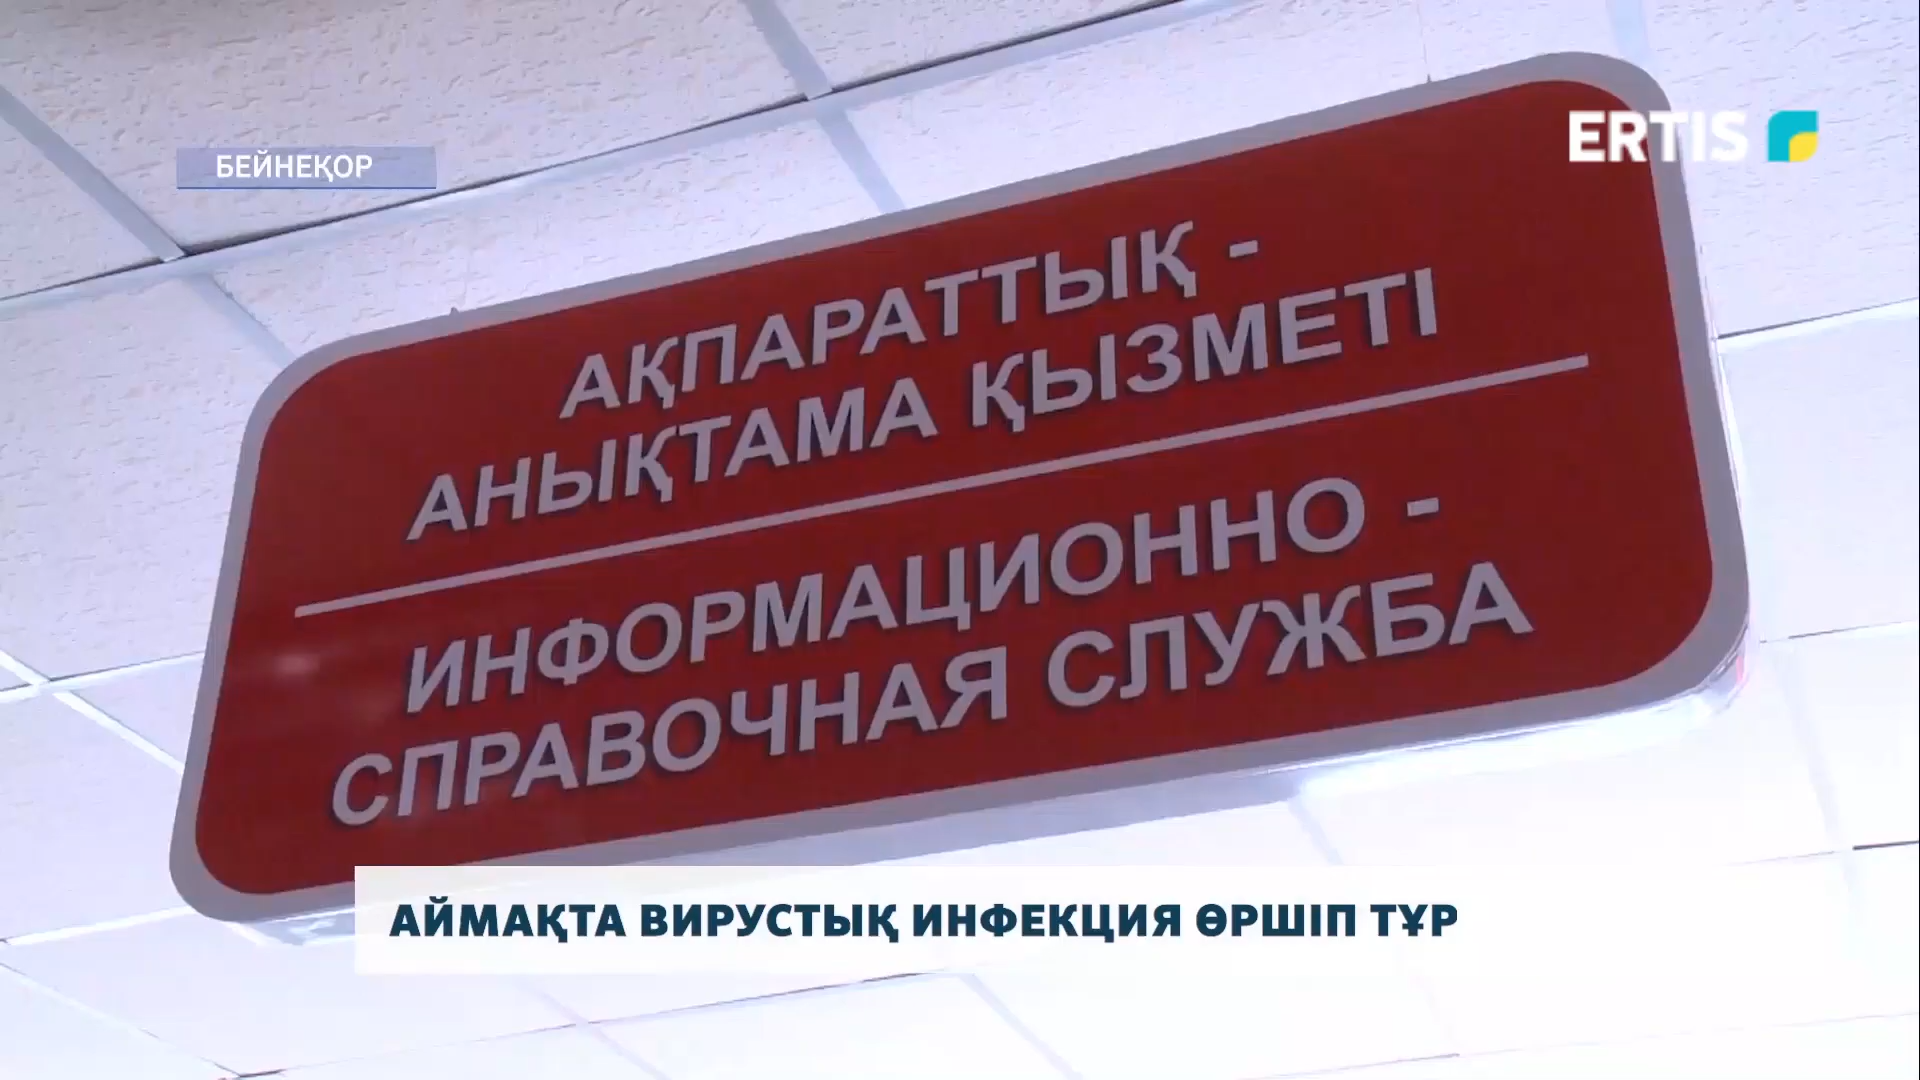 БЕЙНЕҚОР
ERTIS
АҚПАРАТТЫҚ -
АНЫҚТАМА ҚЫЗМЕТІ
ИНФОРМАЦИОННО -
СПРАВОЧНАЯ СЛУЖБА
АЙМАҚТА ВИРУСТЫҚ ИНФЕКЦИЯ ӨРШІП ТҰР